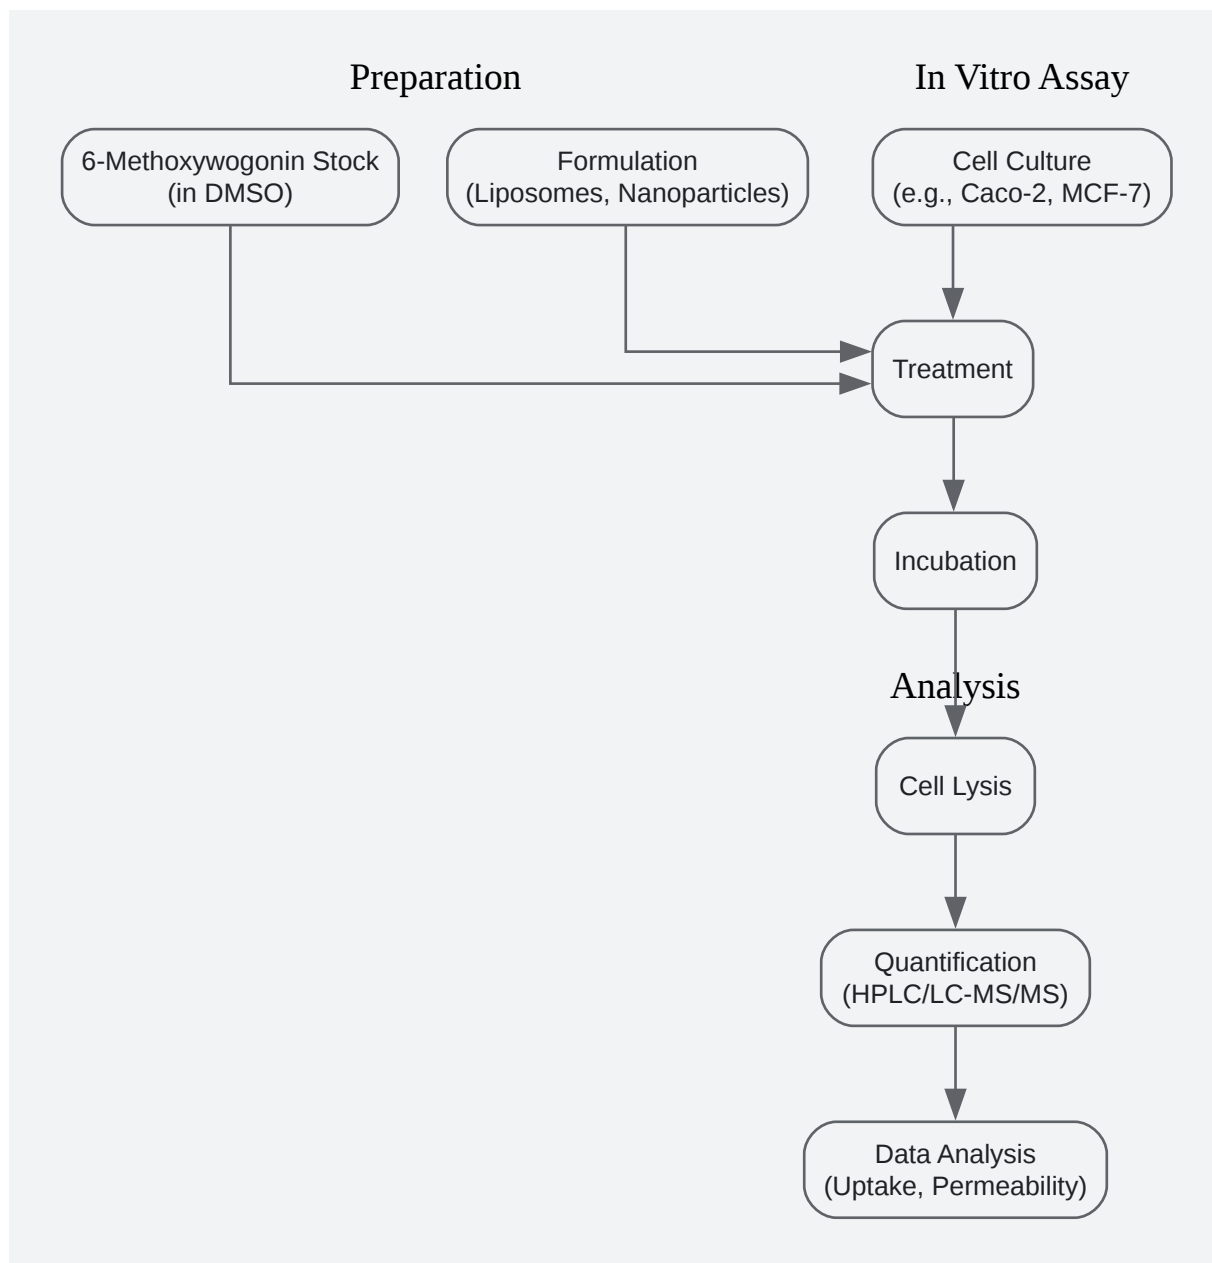 Preparation
In Vitro Assay
6-Methoxywogonin Stock
(in DMSO)
Formulation
(Liposomes, Nanoparticles)
Cell Culture
(e.g., Caco-2, MCF-7)
Treatment
Incubation
Analysis
Cell Lysis
Quantification
(HPLC/LC-MS/MS)
Data Analysis
(Uptake, Permeability)